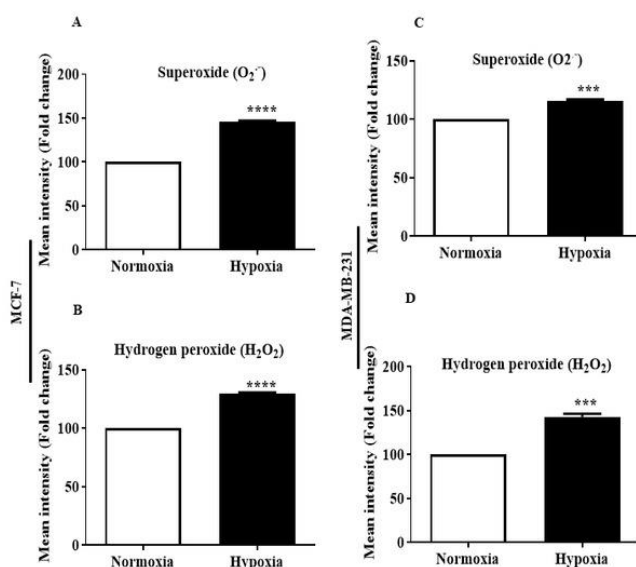 A
Superoxide (O₂·⁻)
Mean intensity (Fold change)
200
150
100
50
0
****
Normoxia
Hypoxia
MCF-7
B
Hydrogen peroxide (H₂O₂)
Mean intensity (Fold change)
150
100
50
0
****
Normoxia
Hypoxia
C
Superoxide (O2·⁻)
Mean intensity (Fold change)
150
100
50
0
***
Normoxia
Hypoxia
MDA-MB-231
D
Hydrogen peroxide (H₂O₂)
Mean intensity (Fold change)
200
150
100
50
0
***
Normoxia
Hypoxia